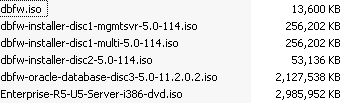 dbfw.iso 13,600 KB
dbfw-installer-disc1-mgmtsvr-5.0-114.iso 256,202 KB
dbfw-installer-disc1-multi-5.0-114.iso 256,202 KB
dbfw-installer-disc2-5.0-114.iso 53,136 KB
dbfw-oracle-database-disc3-5.0-11.2.0.2.iso 2,127,538 KB
Enterprise-R5-U5-Server-i386-dvd.iso 2,985,952 KB